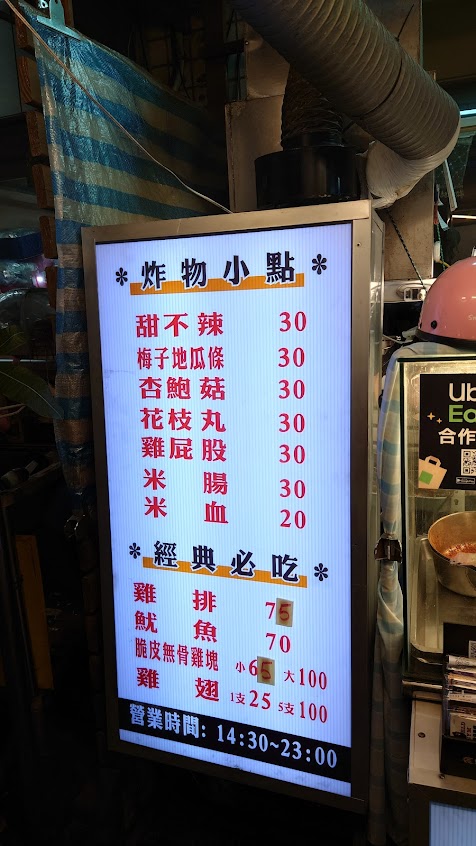 * 炸物小點 *
甜不辣 30
梅子地瓜條 30
杏鮑菇 30
花枝丸 30
雞屁股 30
米腸 30
米血 20
* 經典必吃 *
雞排 75
魷魚 70
脆皮無骨雞塊 小65 大100
雞翅 1支25 5支100
營業時間: 14:30~23:00
合作